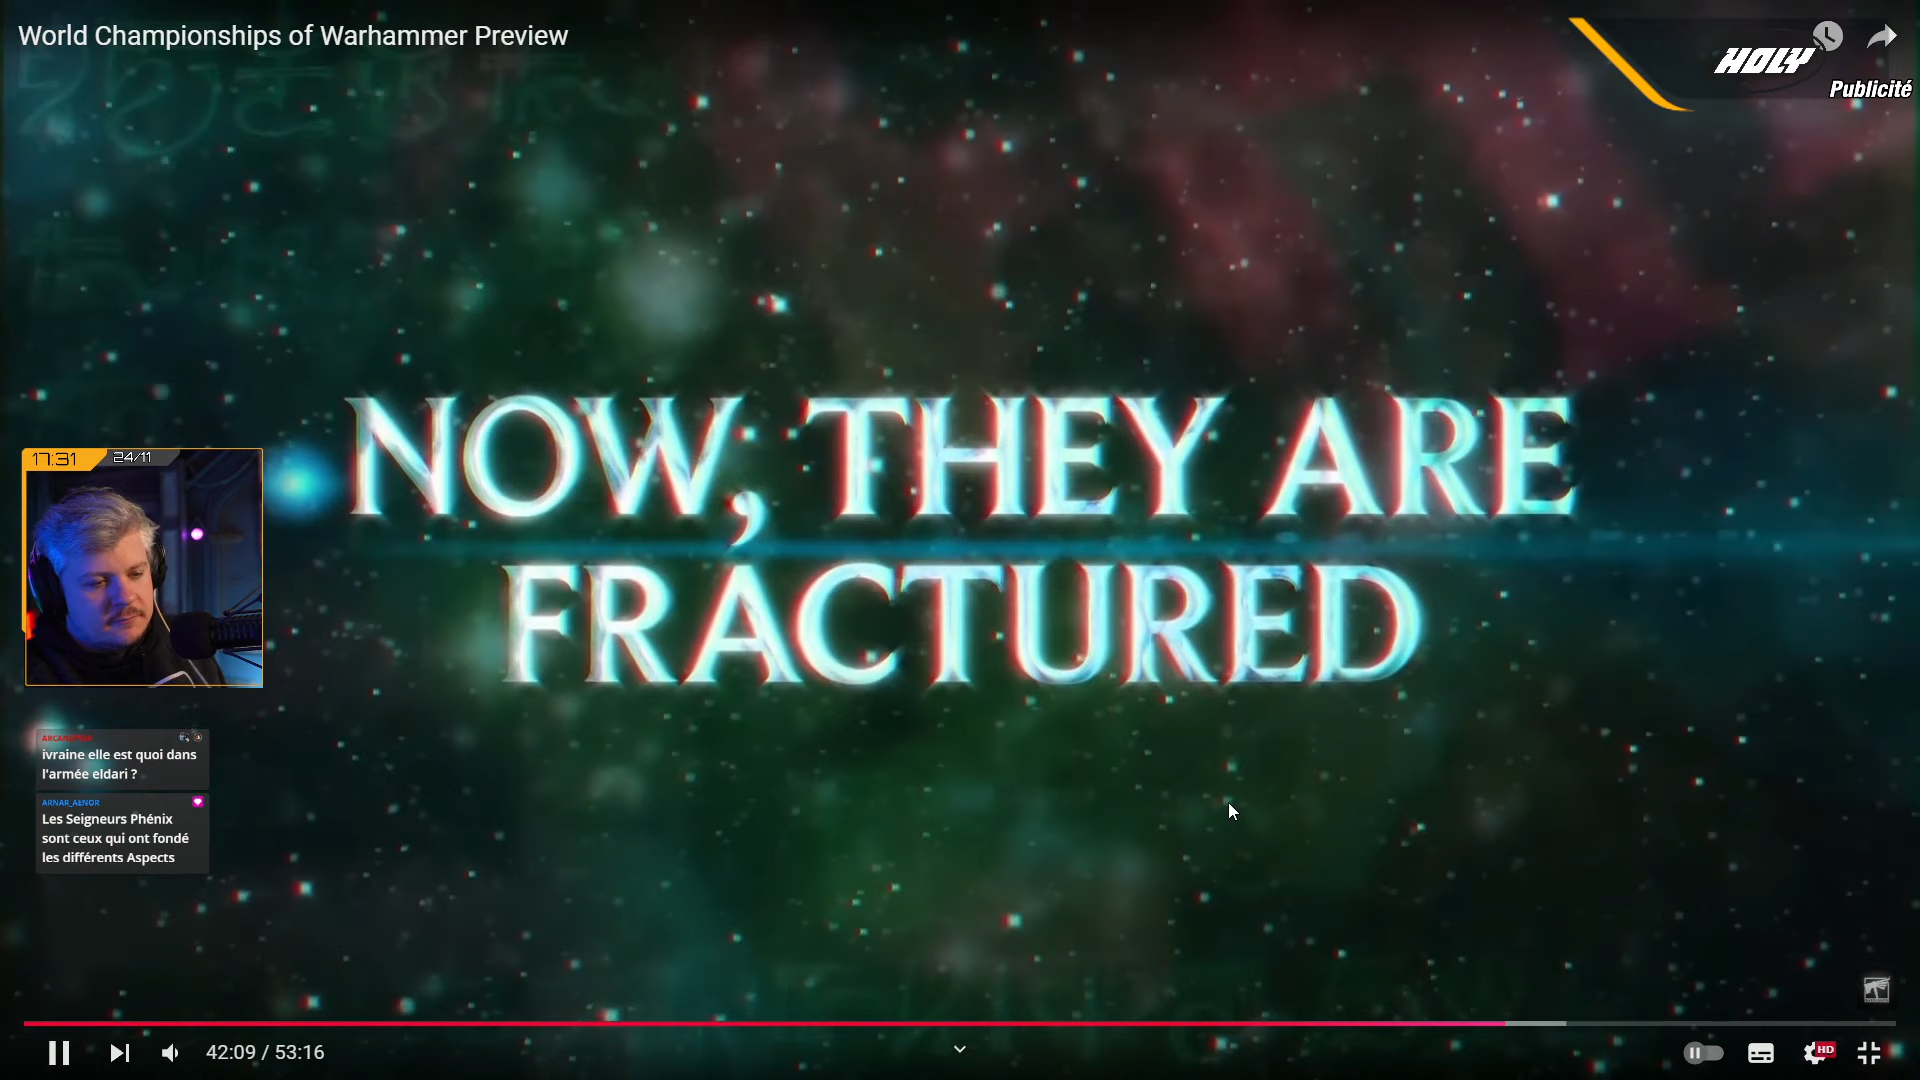 World Championships of Warhammer Preview
HOLY
Publicité
NOW, THEY ARE
FRACTURED
17:31 24/11
ivraine elle est quoi dans
l'armée eldari ?
ARNAR_AENOR
Les Seigneurs Phénix
sont ceux qui ont fondé
les différents Aspects
42:09 / 53:16
HD